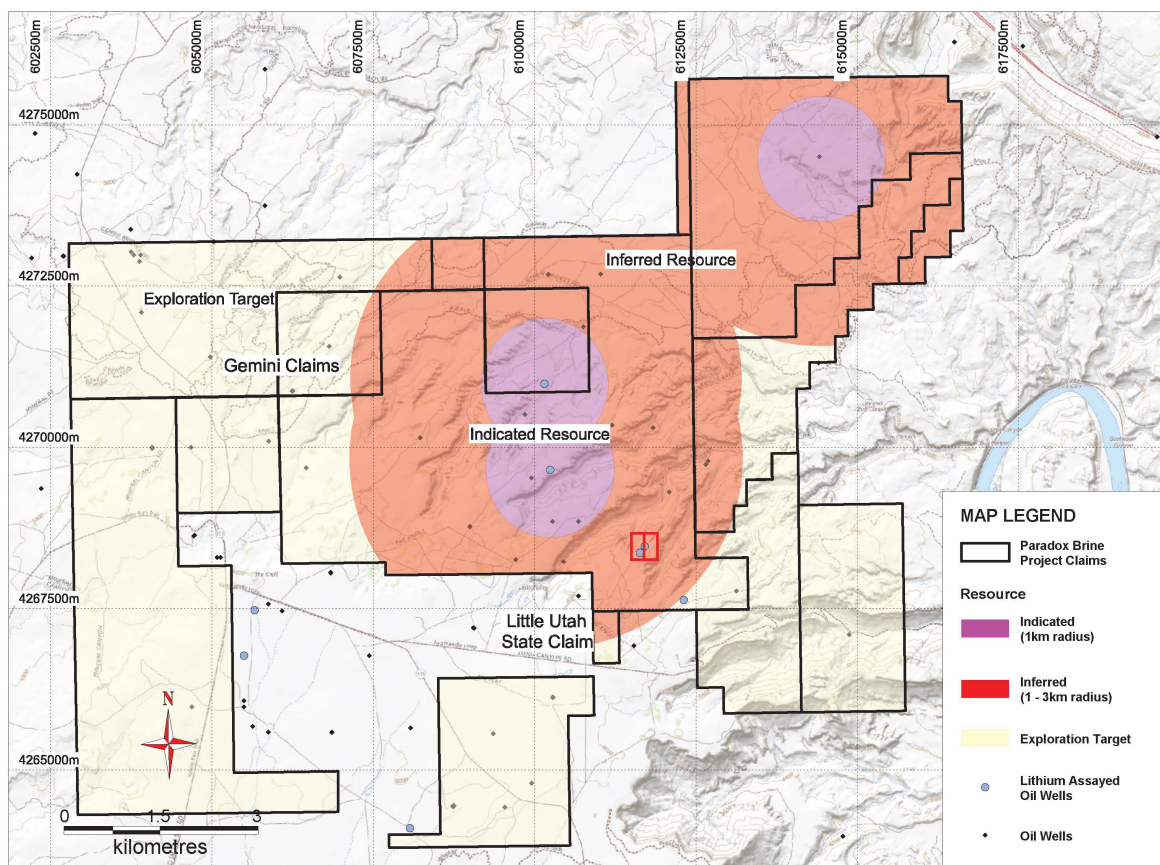 602500m
605000m
607500m
610000m
612500m
615000m
617500m
4275000m
4272500m
4270000m
4267500m
4265000m
Inferred Resource
Exploration Target
Gemini Claims
Indicated Resource
Little Utah
State Claim
N
0 1.5 3
kilometres
MAP LEGEND
Paradox Brine
Project Claims
Resource
Indicated
(1km radius)
Inferred
(1 - 3km radius)
Exploration Target
Lithium Assayed
Oil Wells
Oil Wells